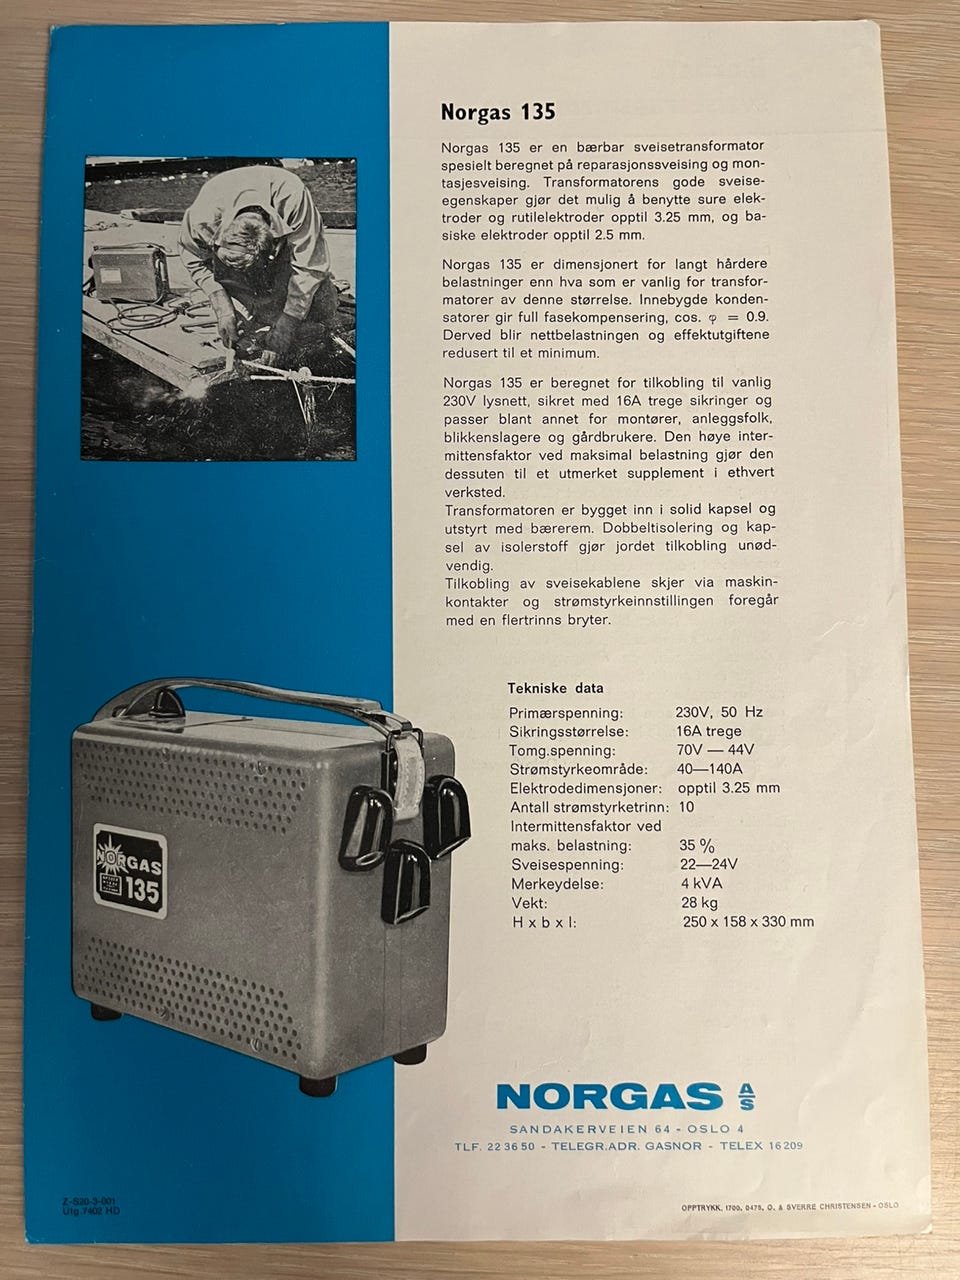 Norgas 135
Norgas 135 er en bærbar sveisetransformator
spesielt beregnet på reparasjonssveising og mon-
tasjesveising. Transformatorens gode sveise-
egenskaper gjør det mulig å benytte sure elek-
troder og rutilelektroder opptil 3.25 mm, og ba-
siske elektroder opptil 2.5 mm.
Norgas 135 er dimensjonert for langt hårdere
belastninger enn hva som er vanlig for transfor-
matorer av denne størrelse. Innebygde konden-
satorer gir full fasekompensering, cos. φ = 0.9.
Derved blir nettbelastningen og effektutgiftene
redusert til et minimum.
Norgas 135 er beregnet for tilkobling til vanlig
230V lysnett, sikret med 16A trege sikringer og
passer blant annet for montører, anleggsfolk,
blikkenslagere og gårdbrukere. Den høye inter-
mittensfaktor ved maksimal belastning gjør den
dessuten til et utmerket supplement i ethvert
verksted.
Transformatoren er bygget inn i solid kapsel og
utstyrt med bærerem. Dobbeltisolering og kap-
sel av isolerstoff gjør jordet tilkobling unød-
vendig.
Tilkobling av sveisekablene skjer via maskin-
kontakter og strømstyrkeinnstillingen foregår
med en flertrinns bryter.
Tekniske data
Primærspenning: 230V, 50 Hz
Sikringsstørrelse: 16A trege
Tomg.spenning: 70V — 44V
Strømstyrkeområde: 40—140A
Elektrodedimensjoner: opptil 3.25 mm
Antall strømstyrketrinn: 10
Intermittensfaktor ved
maks. belastning: 35 %
Sveisespenning: 22—24V
Merkeydelse: 4 kVA
Vekt: 28 kg
H x b x l: 250 x 158 x 330 mm
NORGAS
135
NORGAS A/S
SANDAKERVEIEN 64 - OSLO 4
TLF. 22 36 50 - TELEGR.ADR. GASNOR - TELEX 16 209
Z-S20-3-001
Utg. 7402 HD
OPPTRYKK. 1700. 0475. O. & SVERRE CHRISTENSEN - OSLO